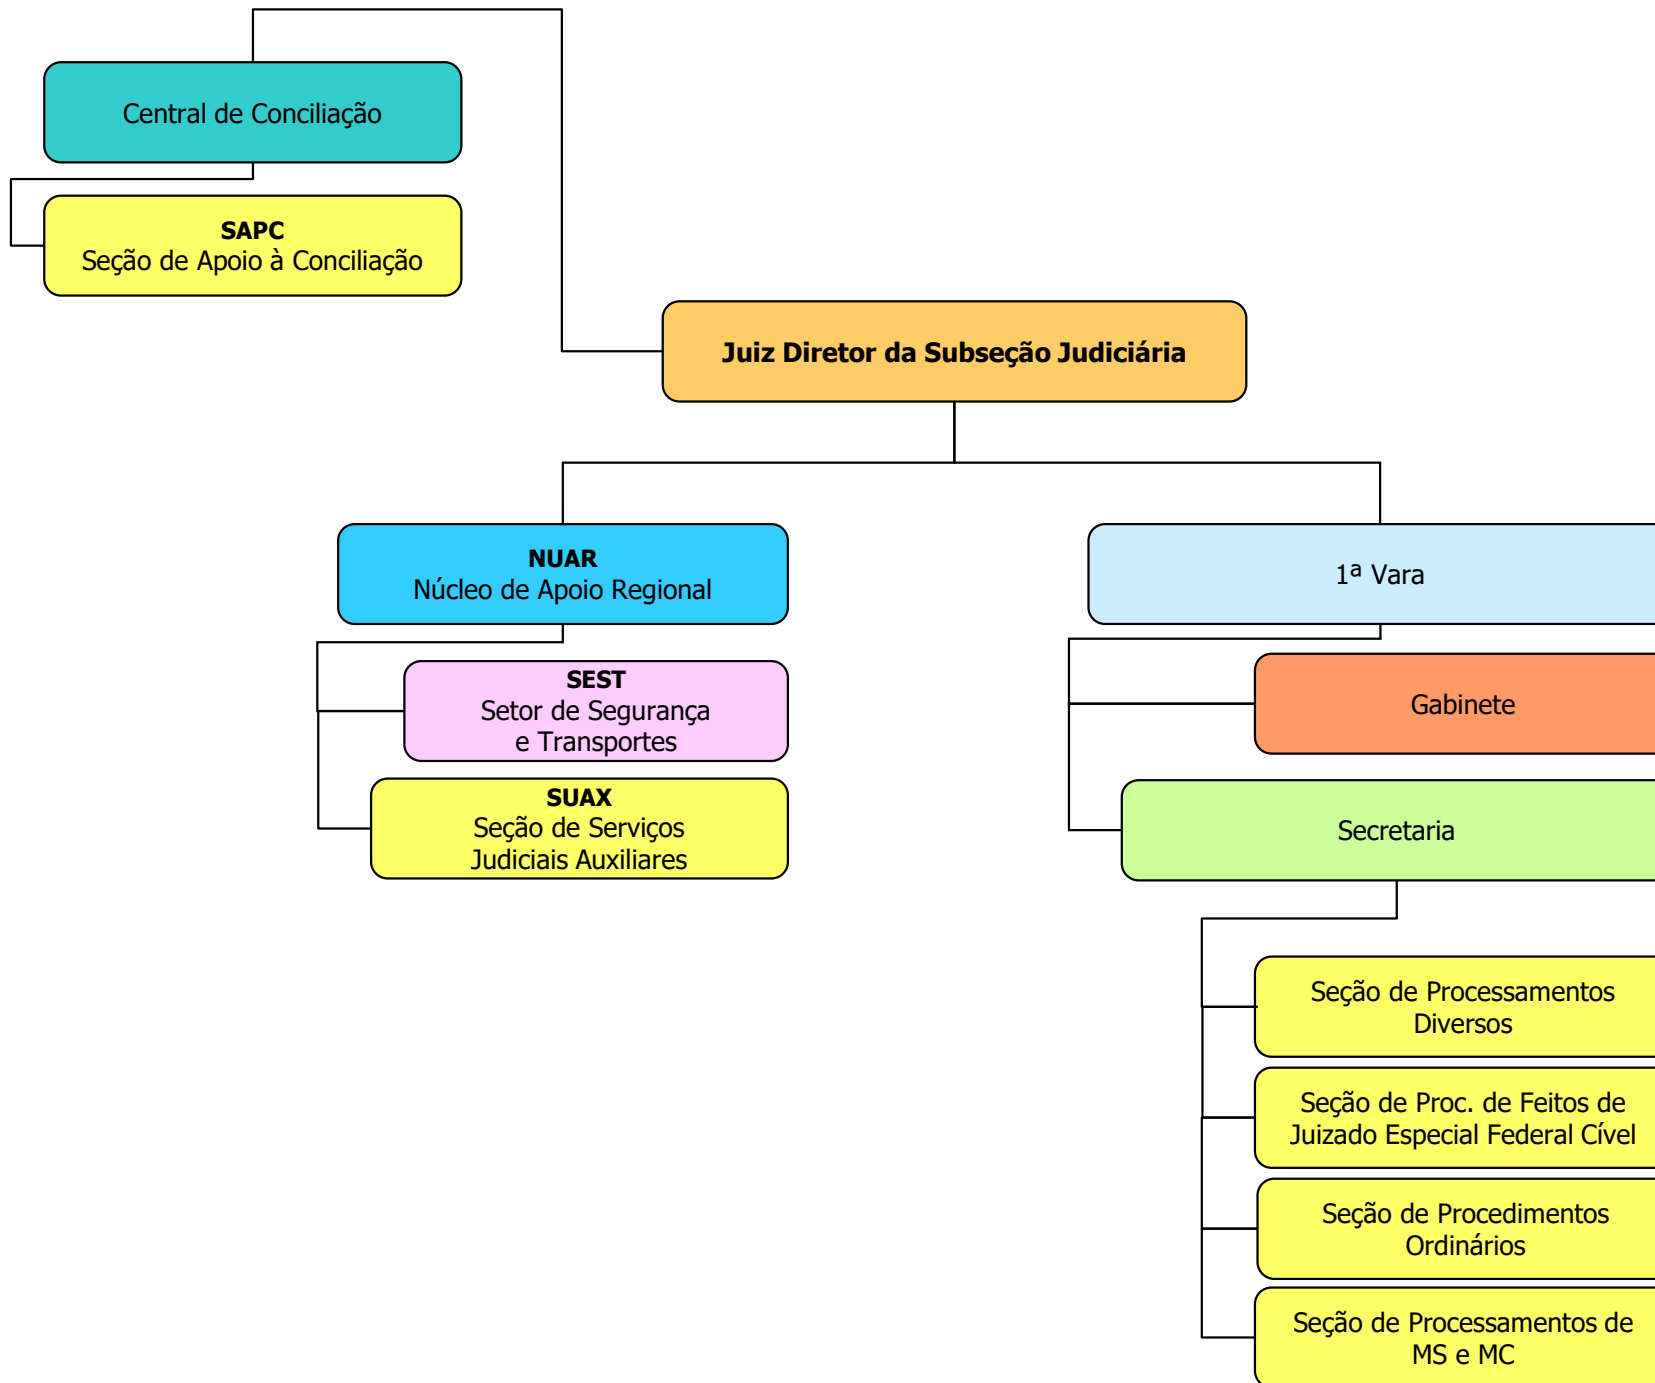 Central de Conciliação
SAPC
Seção de Apoio à Conciliação
Juiz Diretor da Subseção Judiciária
NUAR
Núcleo de Apoio Regional
SEST
Setor de Segurança
e Transportes
SUAX
Seção de Serviços
Judiciais Auxiliares
1ª Vara
Gabinete
Secretaria
Seção de Processamentos
Diversos
Seção de Proc. de Feitos de
Juizado Especial Federal Cível
Seção de Procedimentos
Ordinários
Seção de Processamentos de
MS e MC